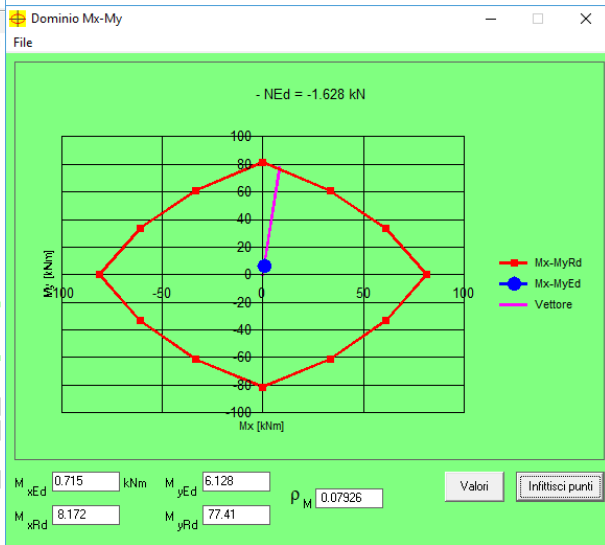 Dominio Mx-My
File
- NEd = -1.628 kN
100
80
60
40
20
0
-20
-40
-60
-80
-100
-100 -50 0 50 100
Mx [kNm]
Mx-MyRd
Mx-MyEd
Vettore
M xEd 0.715 kNm M yEd 6.128
ρ M 0.07926
M xRd 8.172 M yRd 77.41
Valori
Infittisci punti